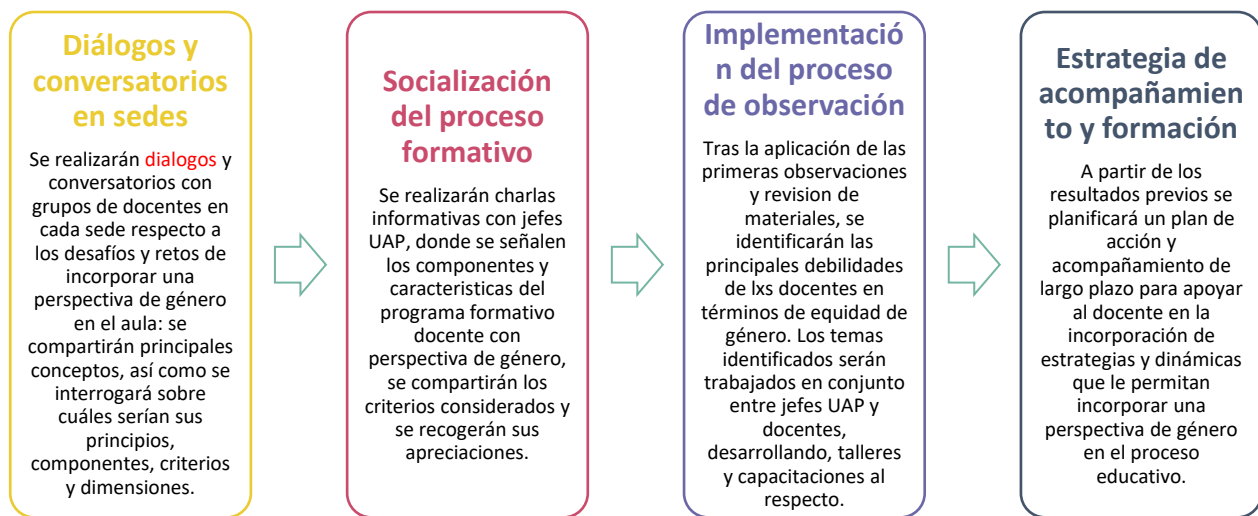 Diálogos y
conversatorios
en sedes
Se realizarán dialogos y
conversatorios con
grupos de docentes en
cada sede respecto a
los desafíos y retos de
incorporar una
perspectiva de género
en el aula: se
compartirán principales
conceptos, así como se
interrogará sobre
cuáles serían sus
principios,
componentes, criterios
y dimensiones.
Socialización
del proceso
formativo
Se realizarán charlas
informativas con jefes
UAP, donde se señalen
los componentes y
caracteristicas del
programa formativo
docente con
perspectiva de género,
se compartirán los
criterios considerados y
se recogerán sus
apreciaciones.
Implementació
n del proceso
de observación
Tras la aplicación de las
primeras observaciones
y revision de
materiales, se
identificarán las
principales debilidades
de lxs docentes en
términos de equidad de
género. Los temas
identificados serán
trabajados en conjunto
entre jefes UAP y
docentes,
desarrollando, talleres
y capacitaciones al
respecto.
Estrategia de
acompañamien
to y formación
A partir de los
resultados previos se
planificará un plan de
acción y
acompañamiento de
largo plazo para apoyar
al docente en la
incorporación de
estrategias y dinámicas
que le permitan
incorporar una
perspectiva de género
en el proceso
educativo.